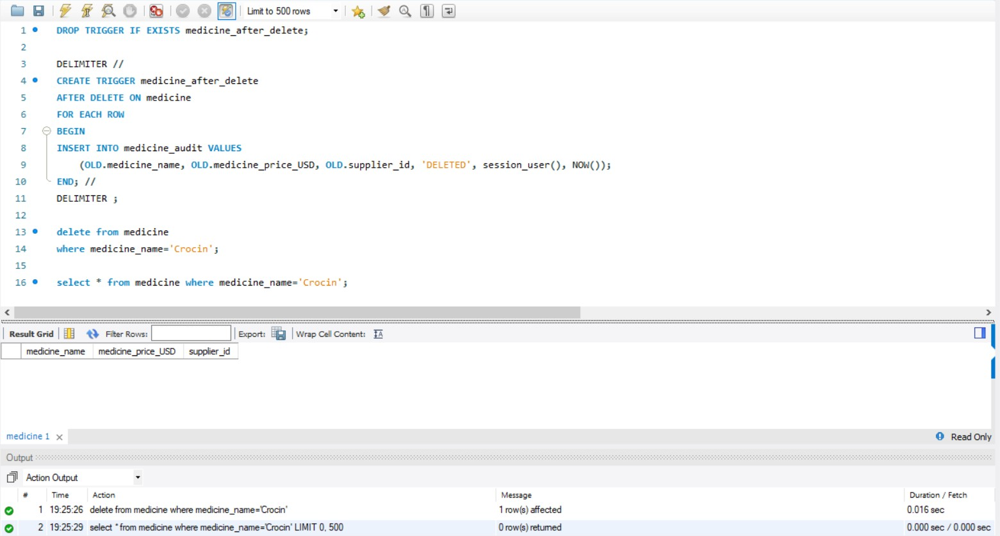 Limit to 500 rows
1 DROP TRIGGER IF EXISTS medicine_after_delete;
2
3 DELIMITER //
4 CREATE TRIGGER medicine_after_delete
5 AFTER DELETE ON medicine
6 FOR EACH ROW
7 BEGIN
8 INSERT INTO medicine_audit VALUES
9 (OLD.medicine_name, OLD.medicine_price_USD, OLD.supplier_id, 'DELETED', session_user(), NOW());
10 END; //
11 DELIMITER ;
12
13 delete from medicine
14 where medicine_name='Crocin';
15
16 select * from medicine where medicine_name='Crocin';
Result Grid Filter Rows: Export: Wrap Cell Content:
medicine_name medicine_price_USD supplier_id
medicine 1 Read Only
Output
Action Output
# Time Action Message Duration / Fetch
1 19:25:26 delete from medicine where medicine_name='Crocin' 1 row(s) affected 0.016 sec
2 19:25:29 select * from medicine where medicine_name='Crocin' LIMIT 0, 500 0 row(s) returned 0.000 sec / 0.000 sec